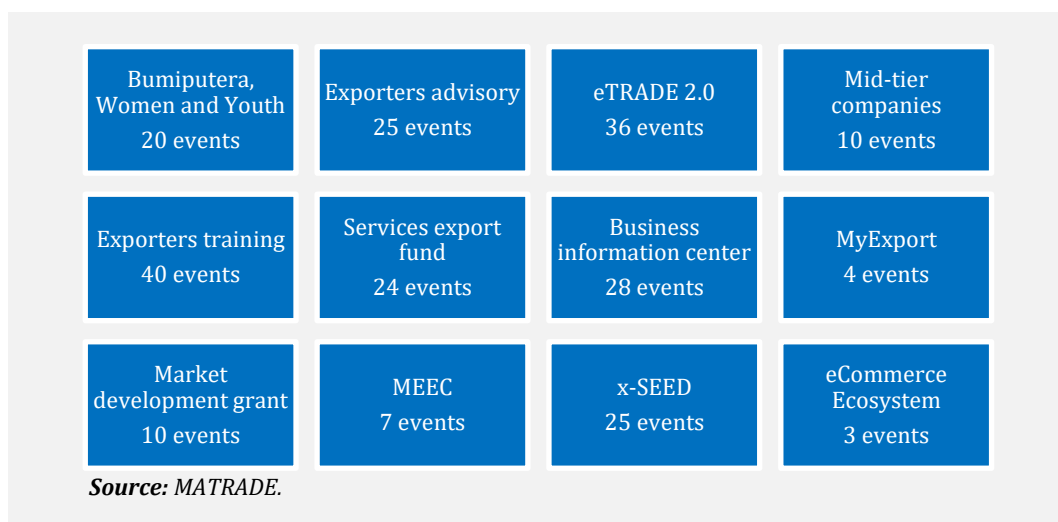 Bumiputera,
Women and Youth
20 events
Exporters advisory
25 events
eTRADE 2.0
36 events
Mid-tier
companies
10 events
Exporters training
40 events
Services export
fund
24 events
Business
information center
28 events
MyExport
4 events
Market
development grant
10 events
MEEC
7 events
x-SEED
25 events
eCommerce
Ecosystem
3 events
Source: MATRADE.